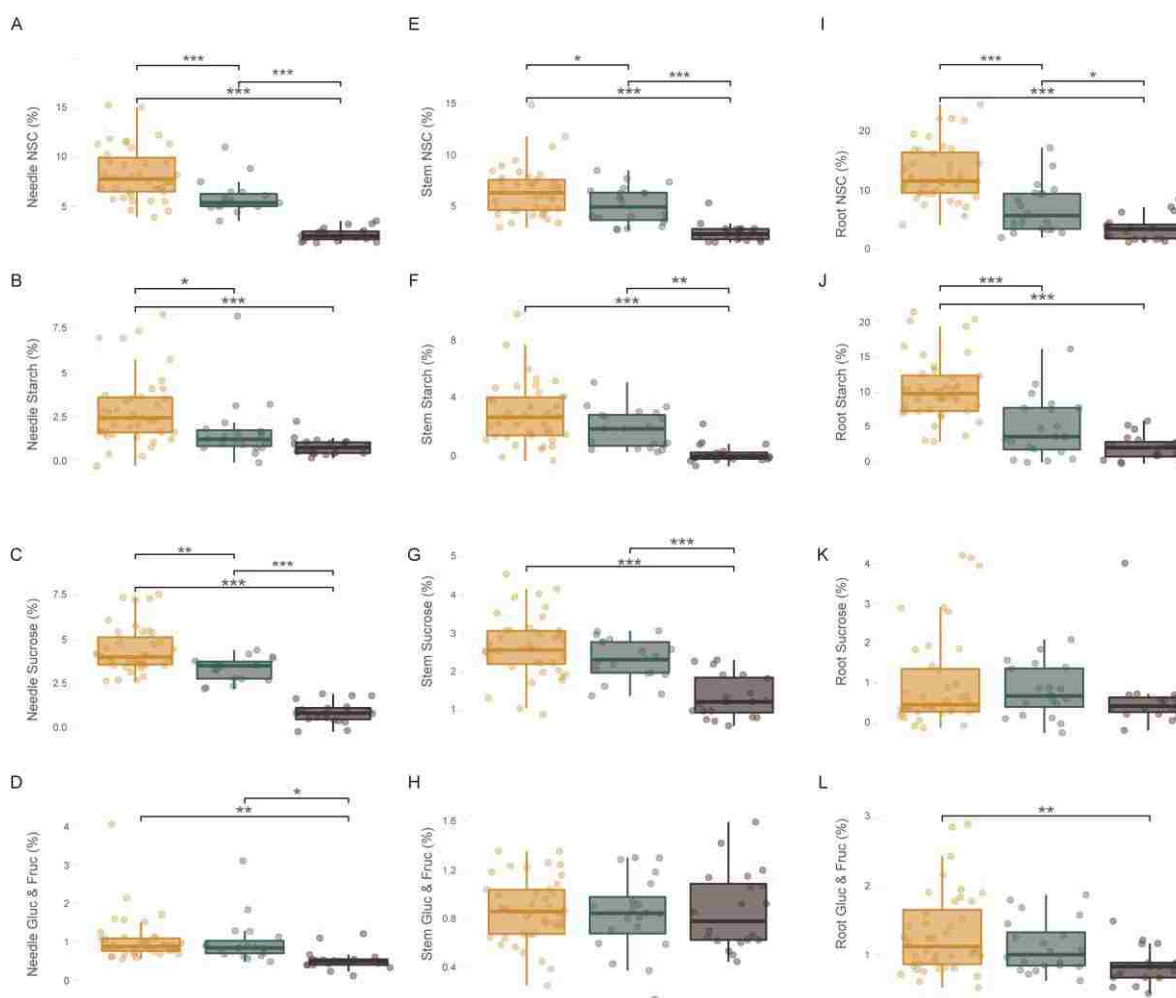 A
***
***
***
Needle NSC (%)
15
10
5
E
*
***
***
Stem NSC (%)
15
10
5
I
***
*
***
Root NSC (%)
20
10
0
B
*
***
Needle Starch (%)
7.5
5.0
2.5
0.0
F
**
***
Stem Starch (%)
8
4
0
J
***
***
Root Starch (%)
20
15
10
5
0
C
**
***
***
Needle Sucrose (%)
7.5
5.0
2.5
0.0
G
***
***
Stem Sucrose (%)
5
4
3
2
1
K
Root Sucrose (%)
4
3
2
1
0
D
*
**
Needle Gluc & Fruc (%)
4
3
2
1
0
H
Stem Gluc & Fruc (%)
1.6
1.2
0.8
0.4
L
**
Root Gluc & Fruc (%)
3
2
1